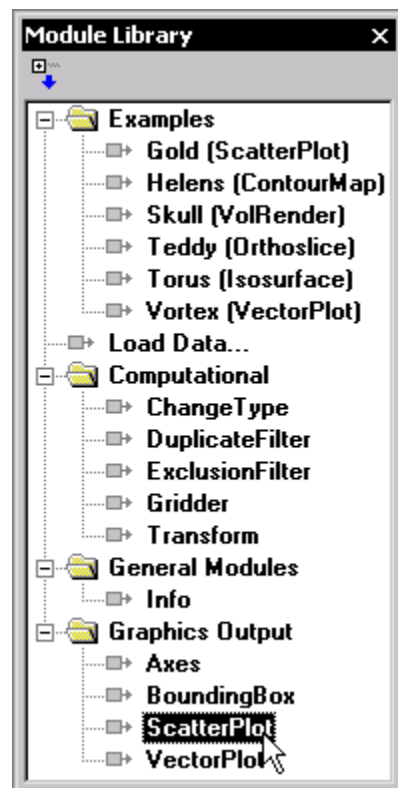 Module Library
Examples
Gold (ScatterPlot)
Helens (ContourMap)
Skull (VolRender)
Teddy (Orthoslice)
Torus (Isosurface)
Vortex (VectorPlot)
Load Data...
Computational
ChangeType
DuplicateFilter
ExclusionFilter
Gridder
Transform
General Modules
Info
Graphics Output
Axes
BoundingBox
ScatterPlot
VectorPlot